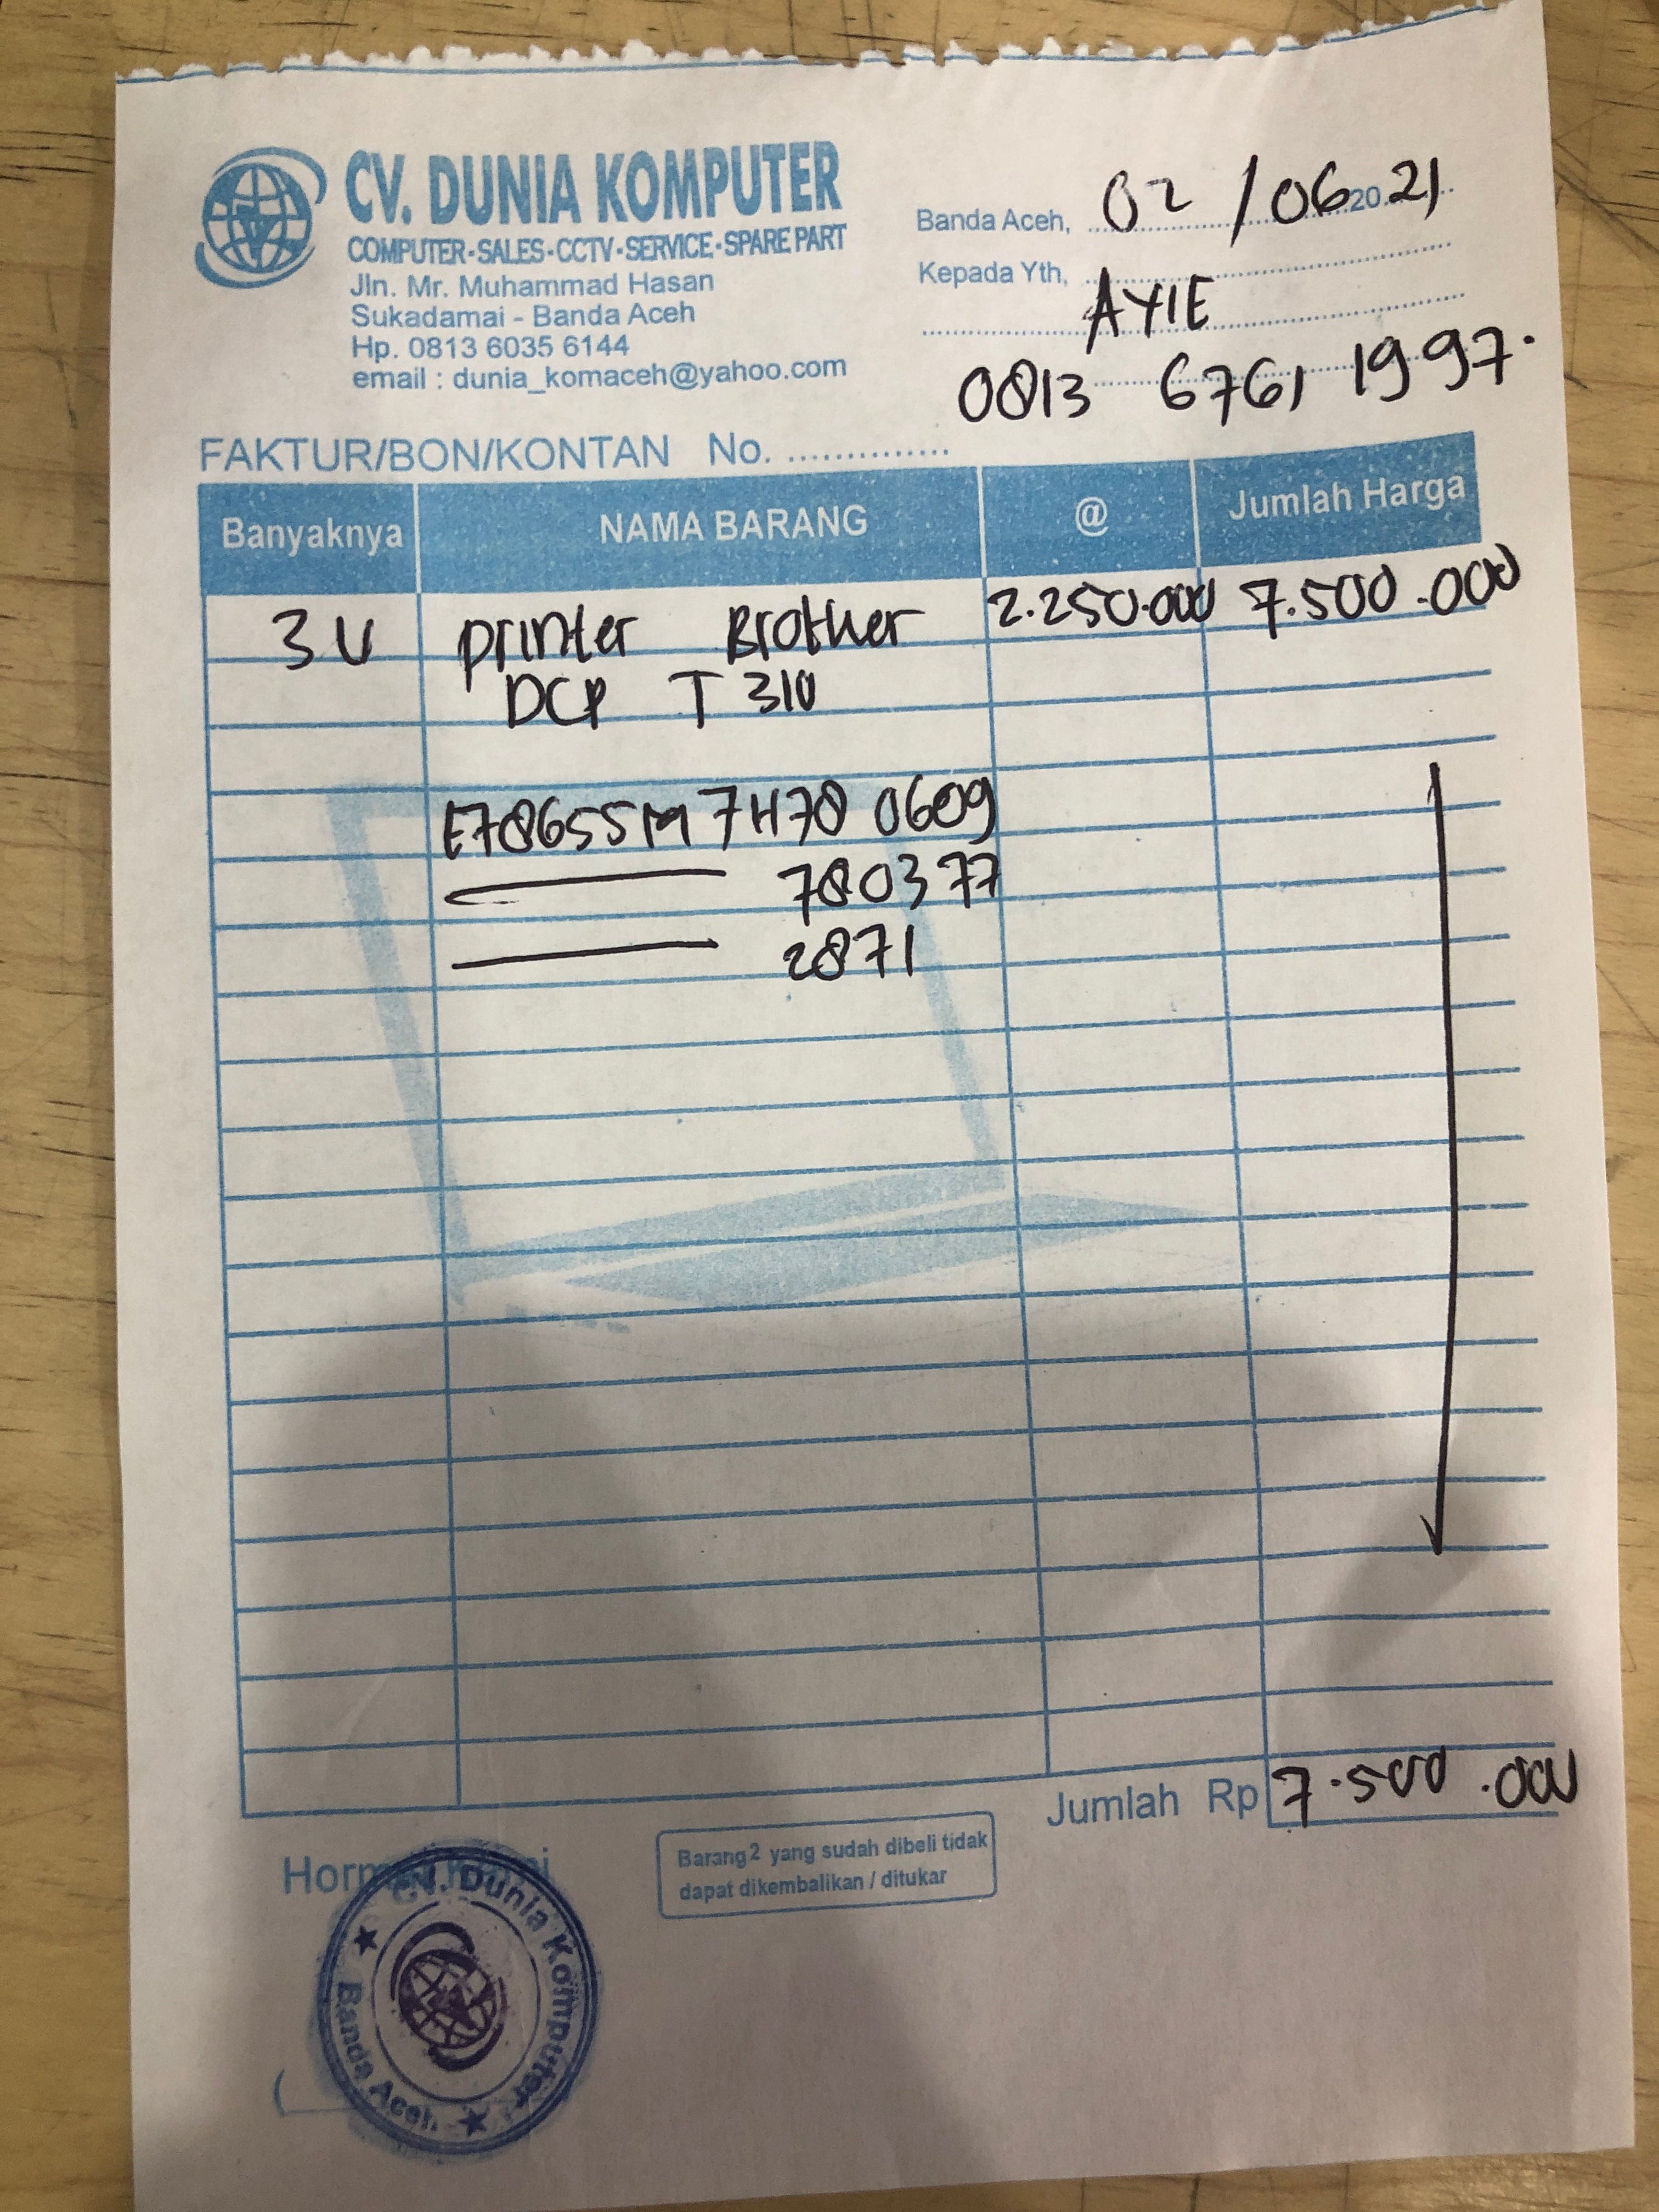 CV. DUNIA KOMPUTER
COMPUTER-SALES-CCTV-SERVICE-SPARE PART
Jln. Mr. Muhammad Hasan
Sukadamai - Banda Aceh
Hp. 0813 6035 6144
email : dunia_komaceh@yahoo.com
Banda Aceh, 02/06 20 21
Kepada Yth,
AYIE
0813 6761 1997.
FAKTUR/BON/KONTAN No. ...............
Banyaknya NAMA BARANG @ Jumlah Harga
3 U printer Brother 2.250.000 7.500.000
DCP T 310
E78655M7H780609
780377
2871
Jumlah Rp 7.500.000
Barang2 yang sudah dibeli tidak
dapat dikembalikan / ditukar
CV. Dunia Komputer
Banda Aceh